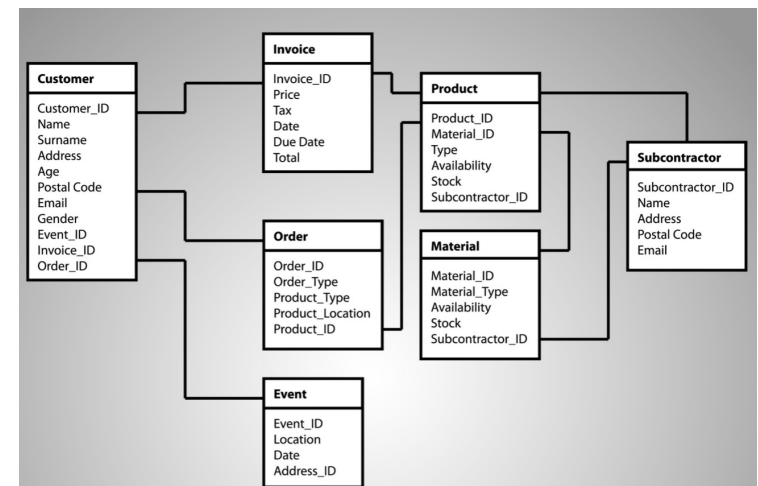 Customer
Customer_ID
Name
Surname
Address
Age
Postal Code
Email
Gender
Event_ID
Invoice_ID
Order_ID
Invoice
Invoice_ID
Price
Tax
Date
Due Date
Total
Order
Order_ID
Order_Type
Product_Type
Product_Location
Product_ID
Event
Event_ID
Location
Date
Address_ID
Product
Product_ID
Material_ID
Type
Availability
Stock
Subcontractor_ID
Material
Material_ID
Material_Type
Availability
Stock
Subcontractor_ID
Subcontractor
Subcontractor_ID
Name
Address
Postal Code
Email